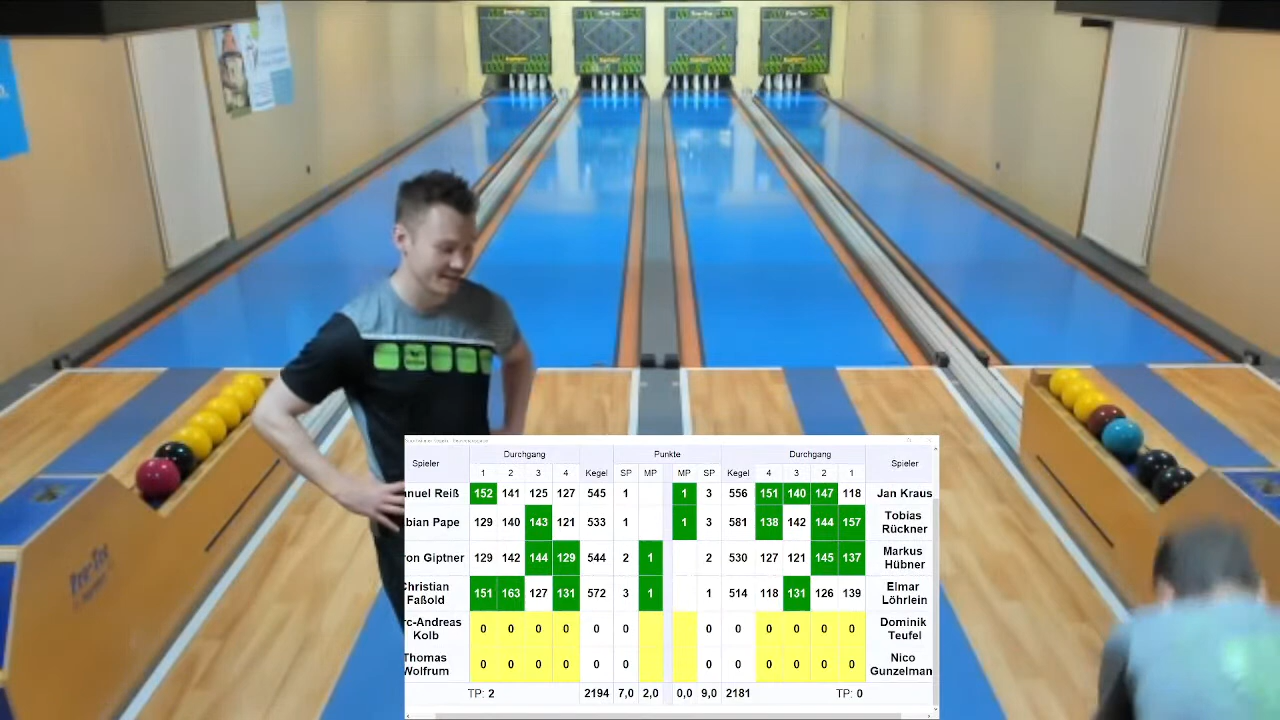 Durchgang Punkte Durchgang
Spieler 1 2 3 4 Kegel SP MP MP SP Kegel 4 3 2 1 Spieler
nuel Reiß 152 141 125 127 545 1 1 3 556 151 140 147 118 Jan Kraus
bian Pape 129 140 143 121 533 1 1 3 581 138 142 144 157 Tobias Rückner
ron Giptner 129 142 144 129 544 2 1 2 530 127 121 145 137 Markus Hübner
Christian Faßold 151 163 127 131 572 3 1 1 514 118 131 126 139 Elmar Löhrlein
rc-Andreas Kolb 0 0 0 0 0 0 0 0 0 0 0 0 Dominik Teufel
Thomas Wolfrum 0 0 0 0 0 0 0 0 0 0 0 0 Nico Gunzelman
TP: 2 2194 7,0 2,0 0,0 9,0 2181 TP: 0